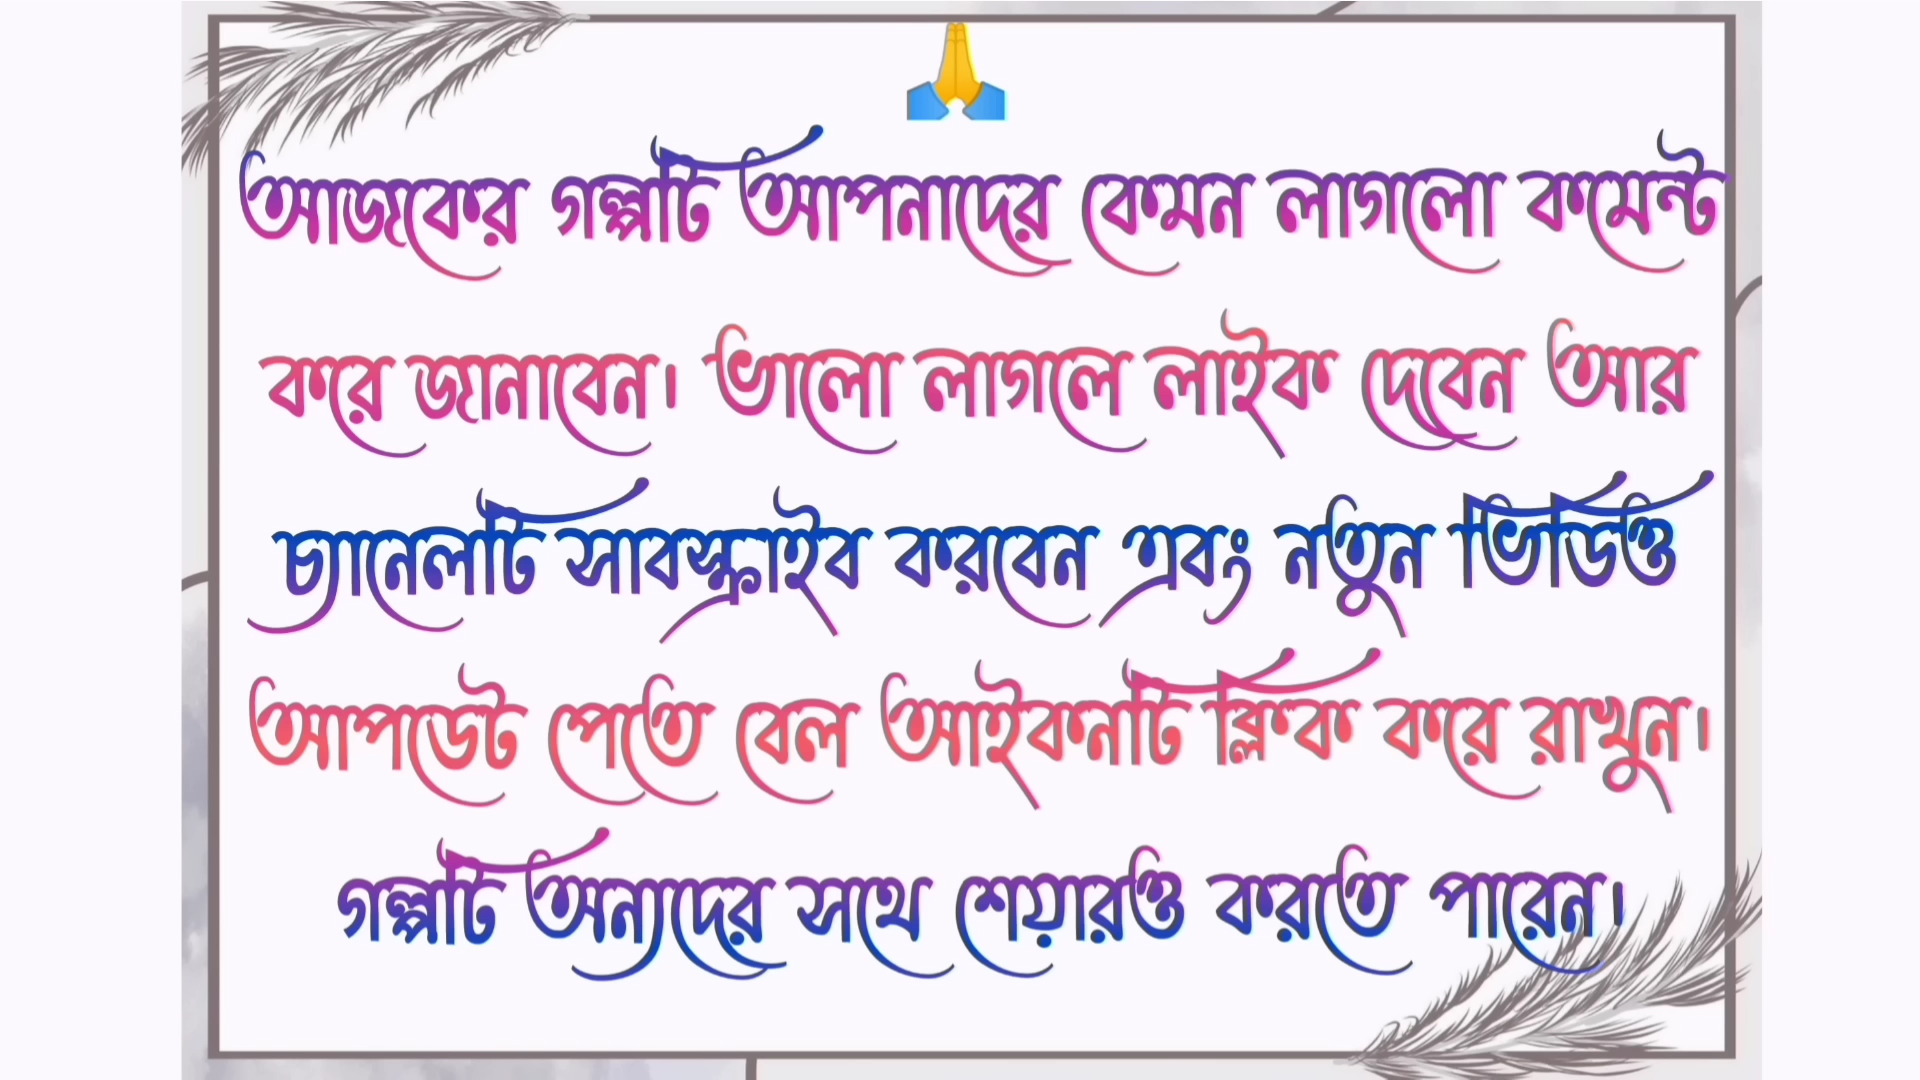 আজকের গল্পটি আপনাদের কেমন লাগলো কমেন্ট
করে জানাবেন। ভালো লাগলে লাইক দেবেন আর
চ্যানেলটি সাবস্ক্রাইব করবেন এবং নতুন ভিডিও
আপডেট পেতে বেল আইকনটি ক্লিক করে রাখুন।
গল্পটি অন্যদের সথে শেয়ারও করতে পারেন।